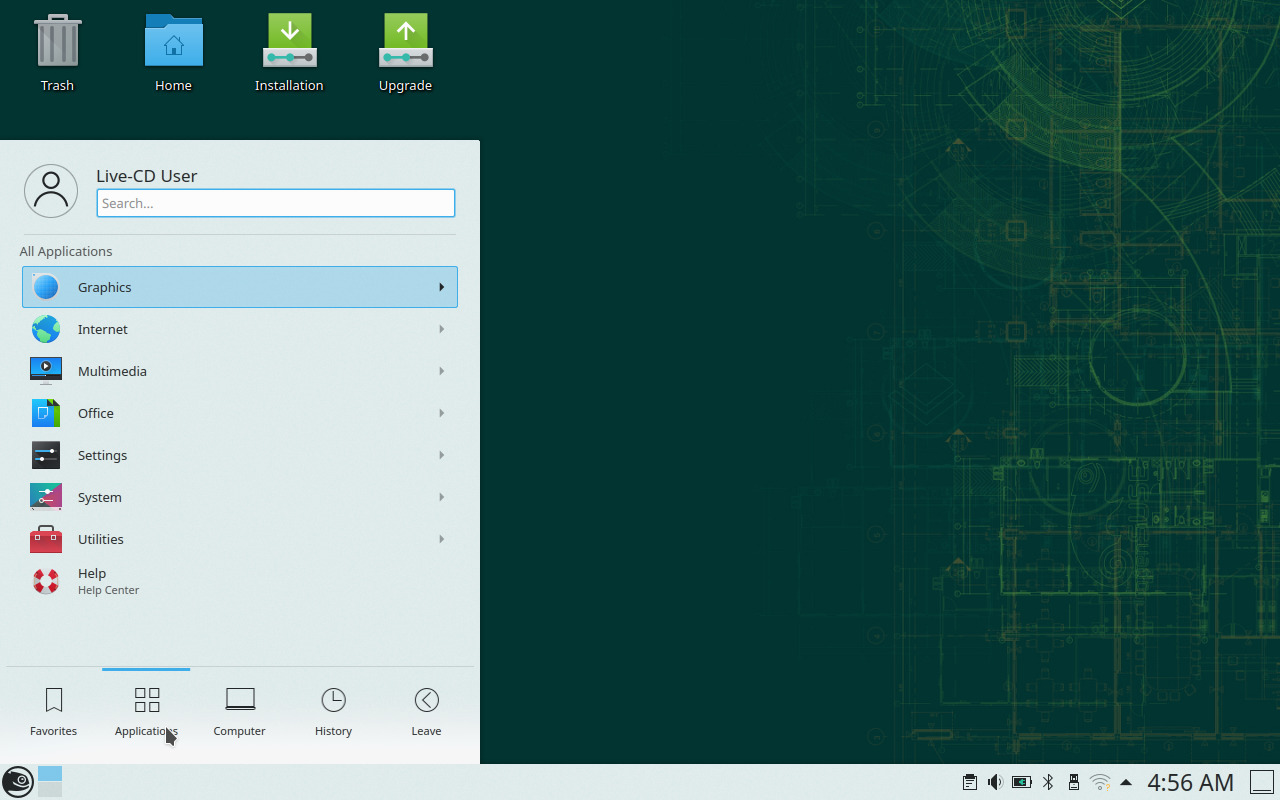 Trash
Home
Installation
Upgrade
Live-CD User
Search...
All Applications
Graphics
Internet
Multimedia
Office
Settings
System
Utilities
Help
Help Center
Favorites
Applications
Computer
History
Leave
4:56 AM